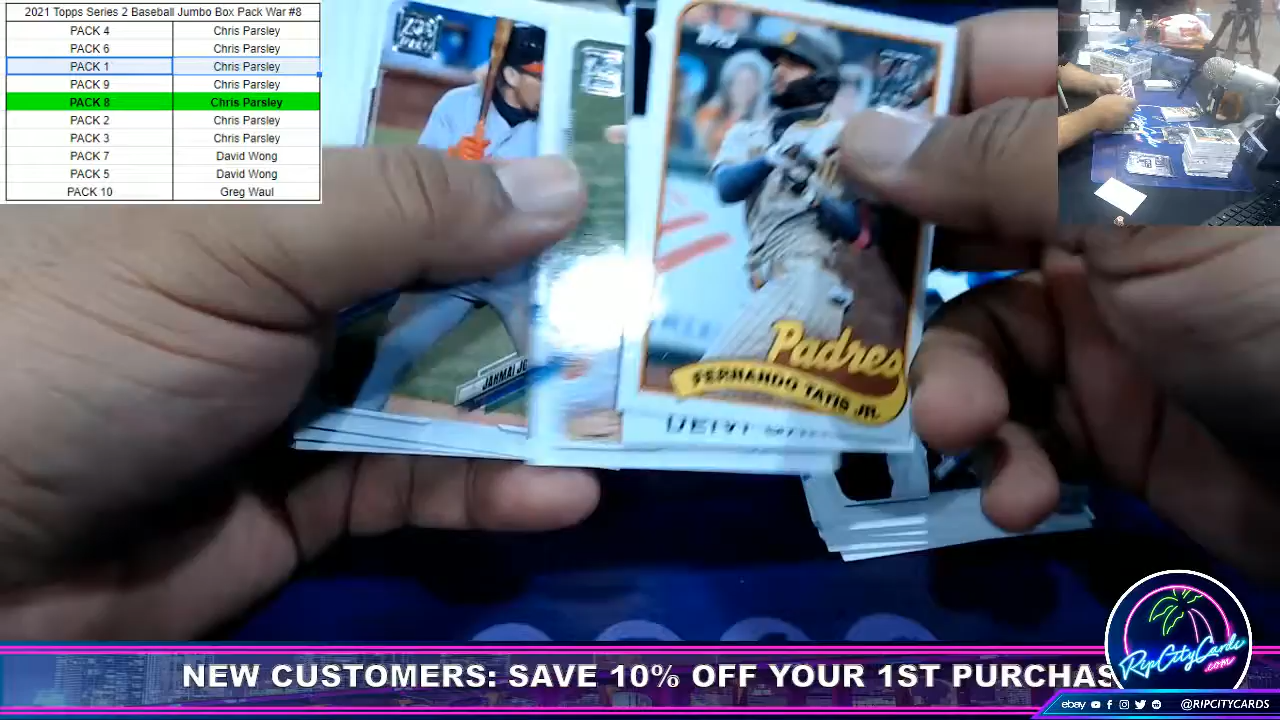 2021 Topps Series 2 Baseball Jumbo Box Pack War #8
PACK 4 Chris Parsley
PACK 6 Chris Parsley
PACK 1 Chris Parsley
PACK 9 Chris Parsley
PACK 8 Chris Parsley
PACK 2 Chris Parsley
PACK 3 Chris Parsley
PACK 7 David Wong
PACK 5 David Wong
PACK 10 Greg Waul
Topps
Padres
FERNANDO TATIS JR.
JAHMAI JO
NEW CUSTOMERS: SAVE 10% OFF YOUR 1ST PURCHAS
RipCityCards
.com
ebay @RIPCITYCARDS